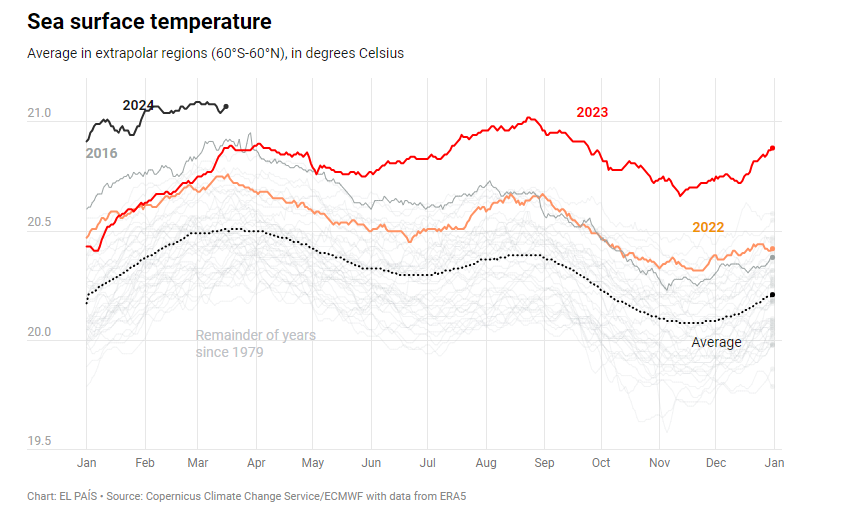 Sea surface temperature
Average in extrapolar regions (60°S-60°N), in degrees Celsius
21.0
20.5
20.0
19.5
2024
2016
2023
2022
Remainder of years
since 1979
Average
Jan Feb Mar Apr May Jun Jul Aug Sep Oct Nov Dec Jan
Chart: EL PAÍS • Source: Copernicus Climate Change Service/ECMWF with data from ERA5